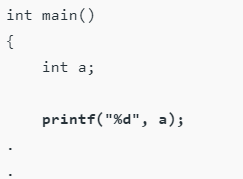 int main()
{
    int a;
    printf("%d", a);
.
.